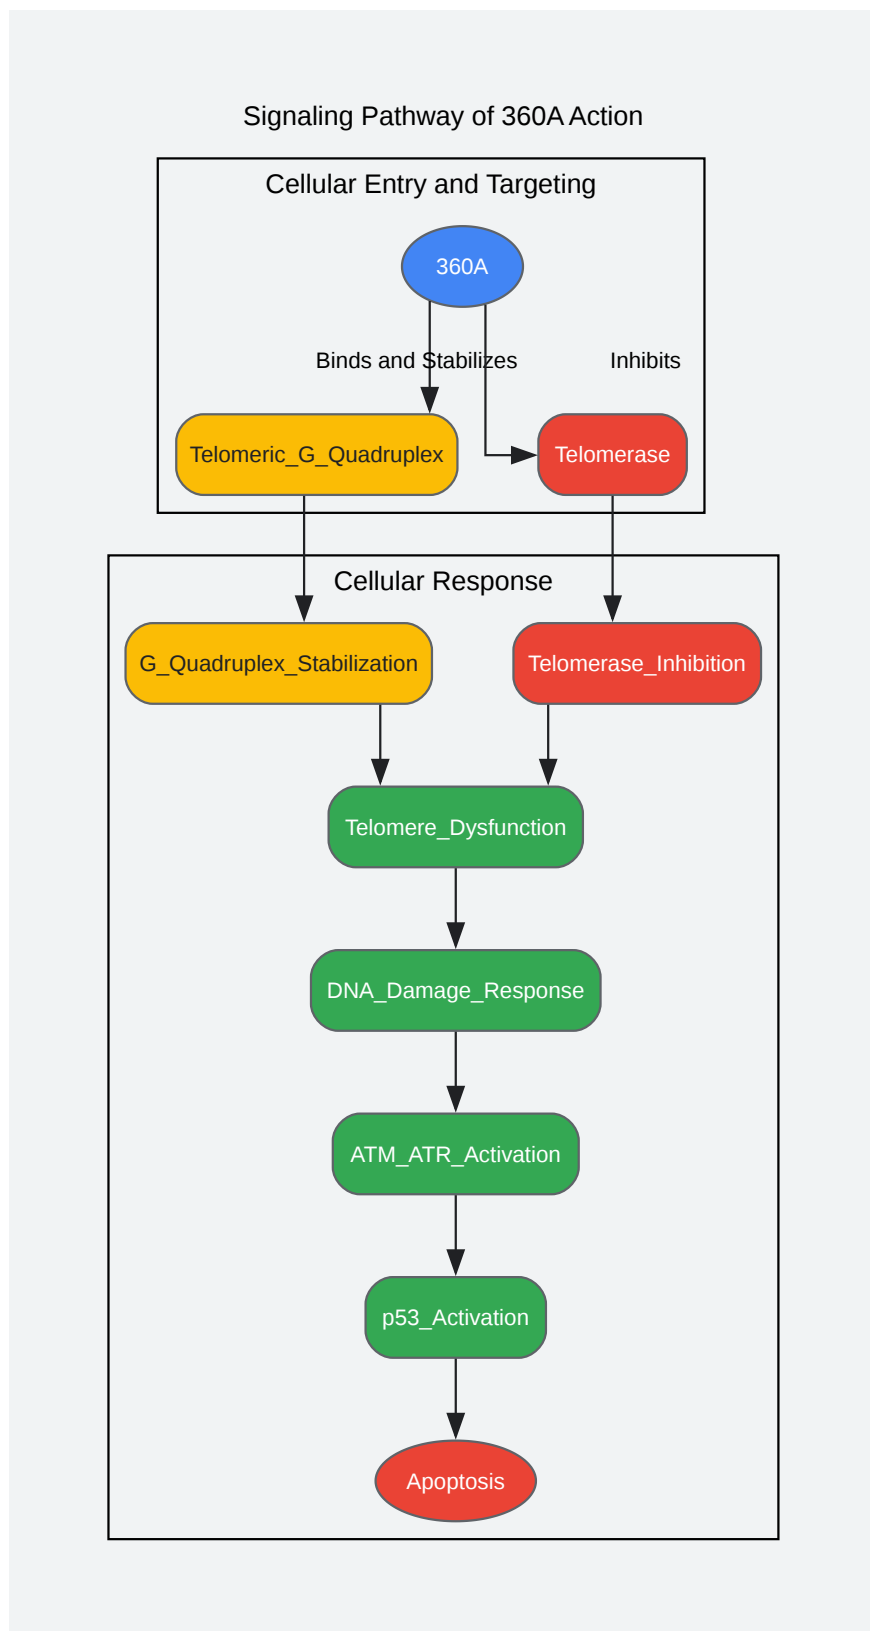 Signaling Pathway of 360A Action
Cellular Entry and Targeting
360A
Binds and Stabilizes
Inhibits
Telomeric_G_Quadruplex
Telomerase
Cellular Response
G_Quadruplex_Stabilization
Telomerase_Inhibition
Telomere_Dysfunction
DNA_Damage_Response
ATM_ATR_Activation
p53_Activation
Apoptosis